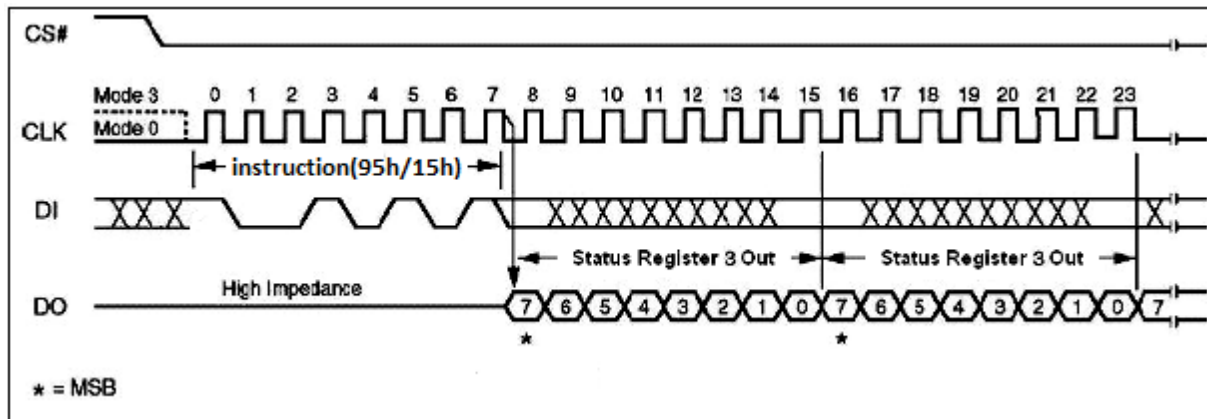 CS#
Mode 3 0 1 2 3 4 5 6 7 8 9 10 11 12 13 14 15 16 17 18 19 20 21 22 23
CLK Mode 0
instruction(95h/15h)
DI
Status Register 3 Out Status Register 3 Out
High Impedance
DO 7 6 5 4 3 2 1 0 7 6 5 4 3 2 1 0 7
* *
* = MSB